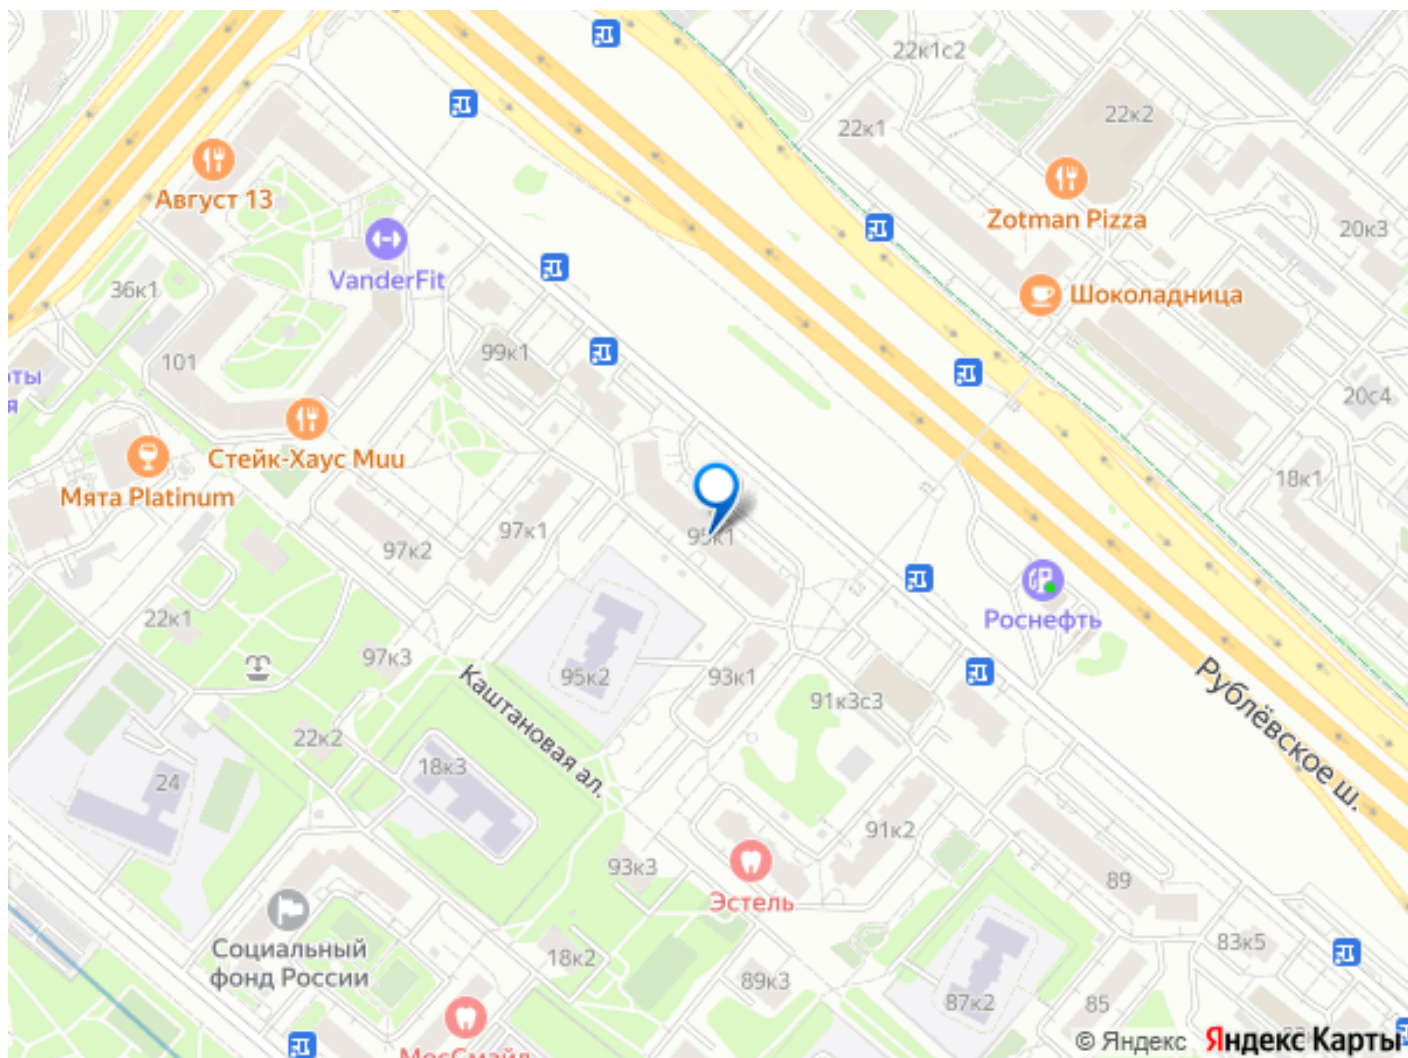 22к1с2
22к2
22к1
Август 13
Zotman Pizza
20к3
VanderFit
36к1
Шоколадница
99к1
101
20с4
Стейк-Хаус Muu
Мята Platinum
18к1
97к1
95к1
97к2
22к1
Роснефть
97к3
95к2
93к1
91к3с3
Каштановая ал.
Рублёвское ш.
22к2
18к3
24
91к2
93к3
89
Эстель
Социальный
фонд России
18к2
83к5
89к3
87к2
85
МосСмайл
© Яндекс
Яндекс Карты